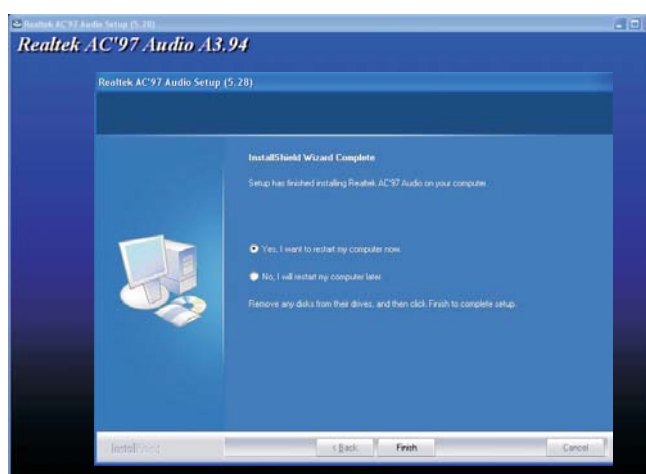 Realtek AC'97 Audio Setup (5.28)
Realtek AC'97 Audio A3.94
Realtek AC'97 Audio Setup (5.28)
InstallShield Wizard Complete
Setup has finished installing Realtek AC'97 Audio on your computer.
Yes, I want to restart my computer now.
No, I will restart my computer later.
Remove any disks from their drives, and then click Finish to complete setup.
InstallShield
< Back
Finish
Cancel